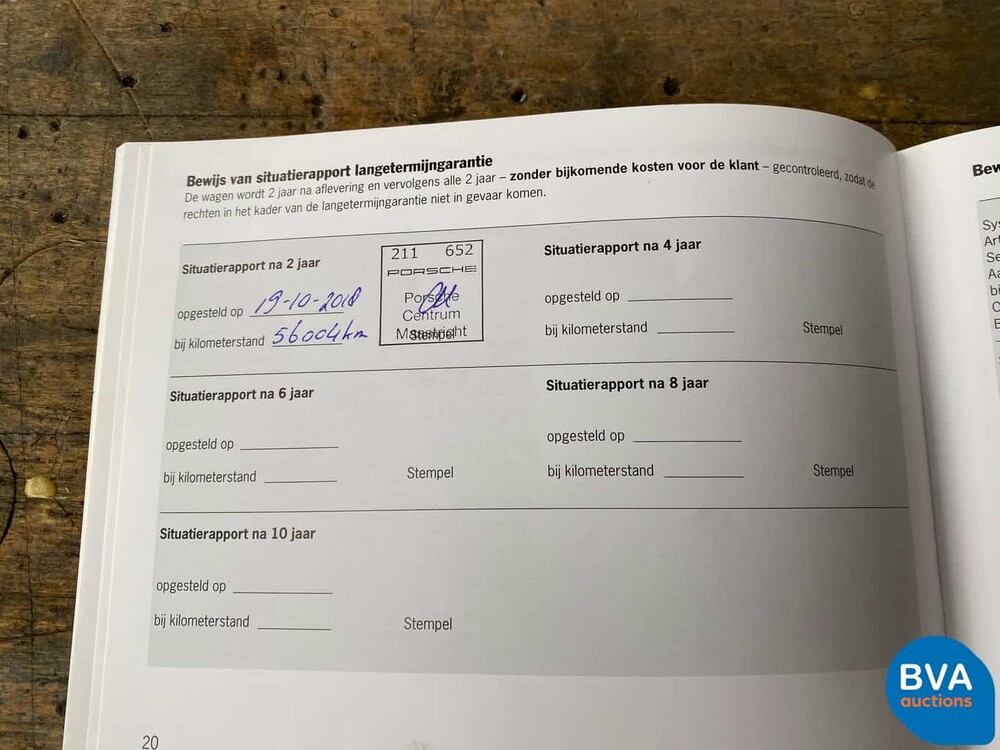 Bewijs van situatierapport langetermijngarantie
De wagen wordt 2 jaar na aflevering en vervolgens alle 2 jaar – zonder bijkomende kosten voor de klant – gecontroleerd, zodat de
rechten in het kader van de langetermijngarantie niet in gevaar komen.
Situatierapport na 2 jaar
opgesteld op 19-10-2018
bij kilometerstand 56004km
211 652
PORSCHE
Porsche
Centrum
Maastricht
Stempel
Situatierapport na 4 jaar
opgesteld op
bij kilometerstand
Stempel
Situatierapport na 6 jaar
opgesteld op
bij kilometerstand
Stempel
Situatierapport na 8 jaar
opgesteld op
bij kilometerstand
Stempel
Situatierapport na 10 jaar
opgesteld op
bij kilometerstand
Stempel
20
BVA
auctions